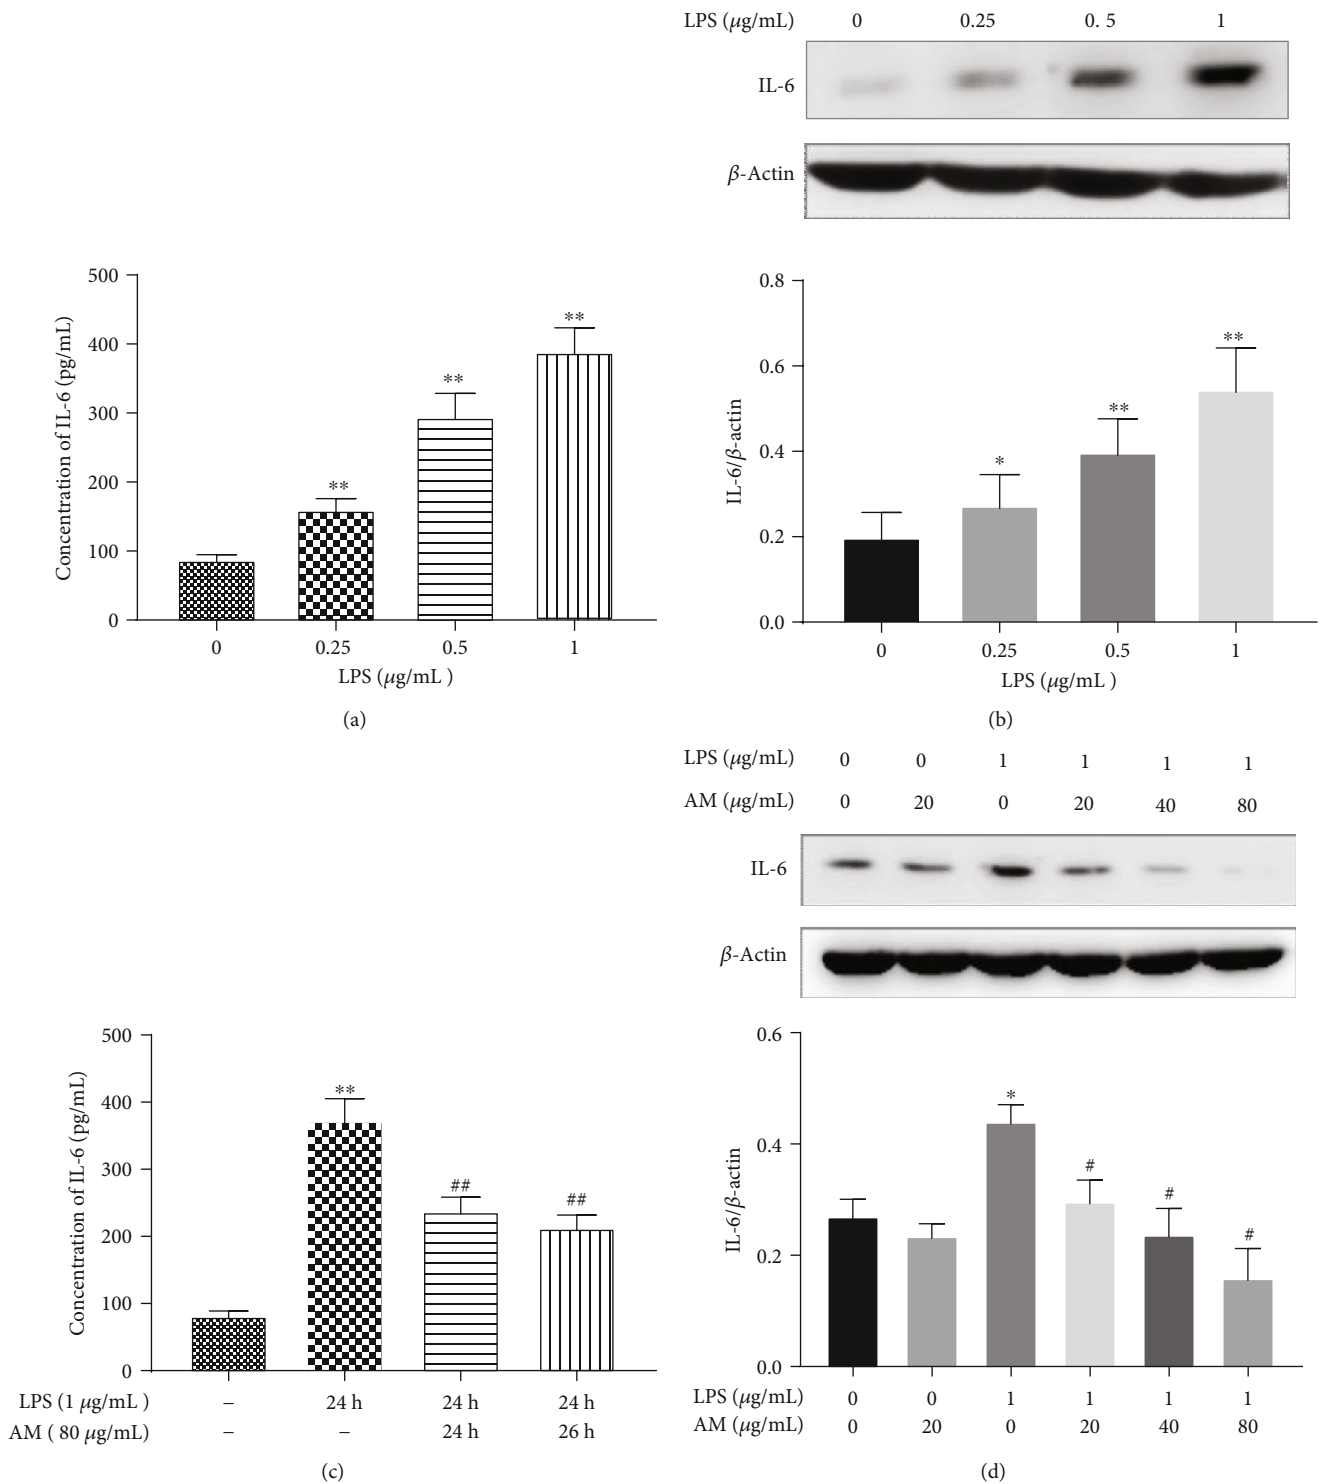 500
400
300
200
100
0
Concentration of IL-6 (pg/mL)
** ** **
0 0.25 0.5 1
LPS (μg/mL )
(a)
LPS (μg/mL) 0 0.25 0. 5 1
IL-6
β-Actin
0.8
0.6
0.4
0.2
0.0
IL-6/β-actin
* ** **
0 0.25 0.5 1
LPS (μg/mL )
(b)
500
400
300
200
100
0
Concentration of IL-6 (pg/mL)
** ## ##
LPS (1 μg/mL ) – 24 h 24 h 24 h
AM ( 80 μg/mL) – – 24 h 26 h
(c)
LPS (μg/mL) 0 0 1 1 1 1
AM (μg/mL) 0 20 0 20 40 80
IL-6
β-Actin
0.6
0.4
0.2
0.0
IL-6/β-actin
* # # #
LPS (μg/mL) 0 0 1 1 1 1
AM (μg/mL) 0 20 0 20 40 80
(d)